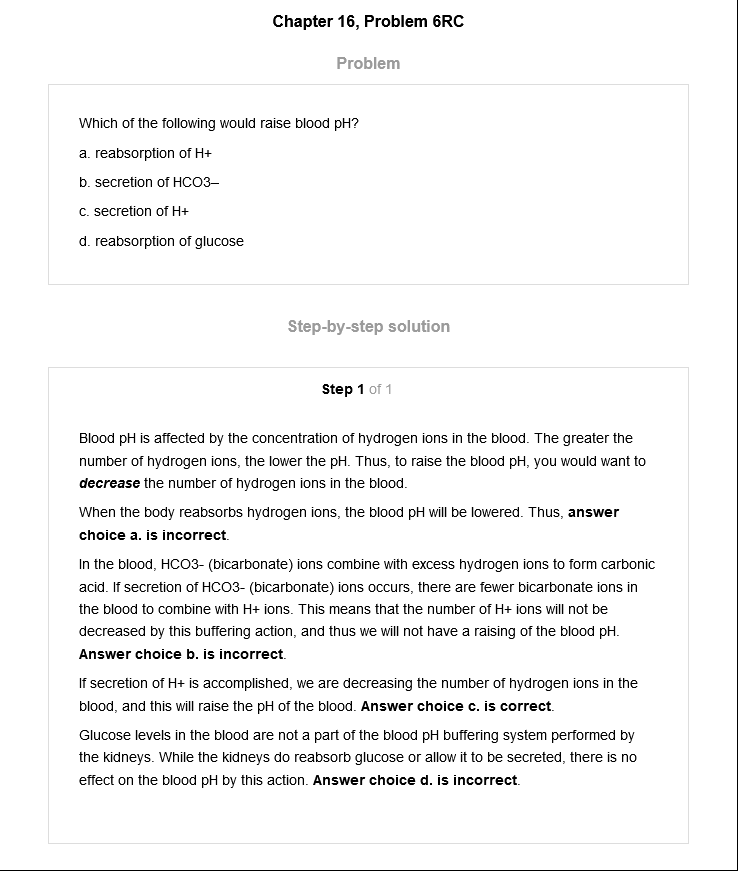 Chapter 16, Problem 6RC
Problem
Which of the following would raise blood pH?
a. reabsorption of H+
b. secretion of HCO3–
c. secretion of H+
d. reabsorption of glucose
Step-by-step solution
Step 1 of 1
Blood pH is affected by the concentration of hydrogen ions in the blood. The greater the
number of hydrogen ions, the lower the pH. Thus, to raise the blood pH, you would want to
decrease the number of hydrogen ions in the blood.
When the body reabsorbs hydrogen ions, the blood pH will be lowered. Thus, answer
choice a. is incorrect.
In the blood, HCO3- (bicarbonate) ions combine with excess hydrogen ions to form carbonic
acid. If secretion of HCO3- (bicarbonate) ions occurs, there are fewer bicarbonate ions in
the blood to combine with H+ ions. This means that the number of H+ ions will not be
decreased by this buffering action, and thus we will not have a raising of the blood pH.
Answer choice b. is incorrect.
If secretion of H+ is accomplished, we are decreasing the number of hydrogen ions in the
blood, and this will raise the pH of the blood. Answer choice c. is correct.
Glucose levels in the blood are not a part of the blood pH buffering system performed by
the kidneys. While the kidneys do reabsorb glucose or allow it to be secreted, there is no
effect on the blood pH by this action. Answer choice d. is incorrect.